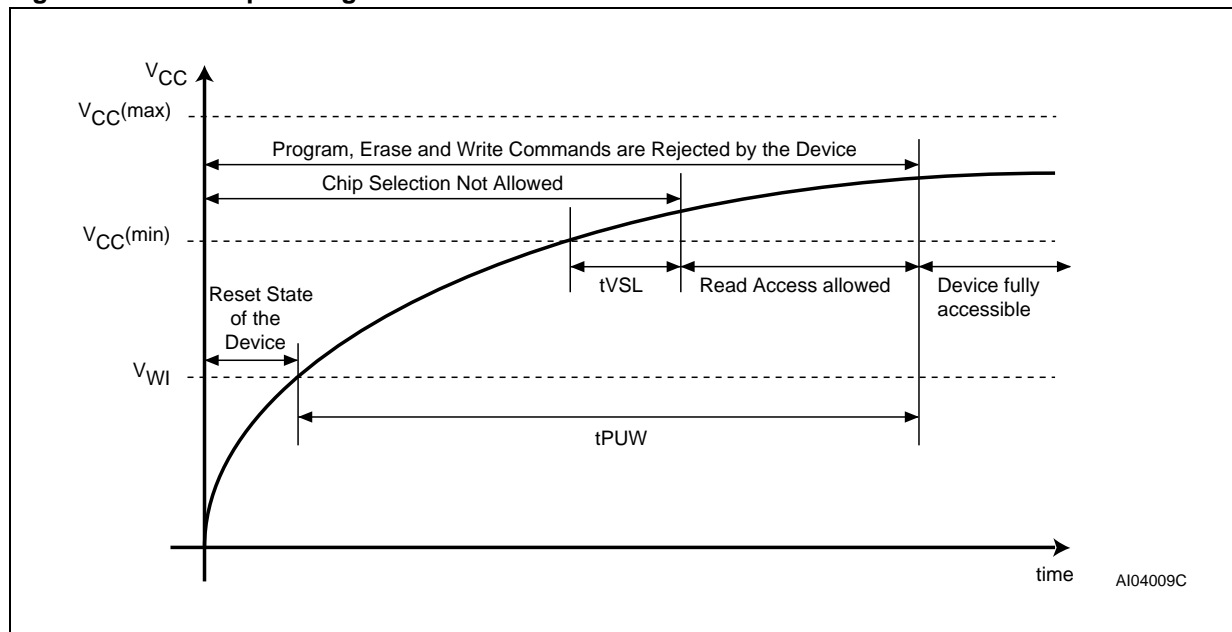 VCC
VCC(max)
Program, Erase and Write Commands are Rejected by the Device
Chip Selection Not Allowed
VCC(min)
tVSL
Read Access allowed
Device fully
accessible
Reset State
of the
Device
VWI
tPUW
time
AI04009C